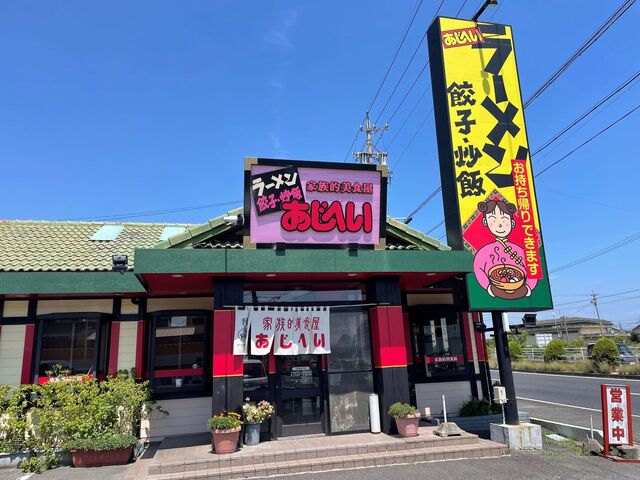 あじへい
ラーメン
餃子・炒飯
お持ち帰りできます
ラーメン
餃子・炒飯
家族的美食屋
あじへい
家族的美食屋
あじへい
営業中